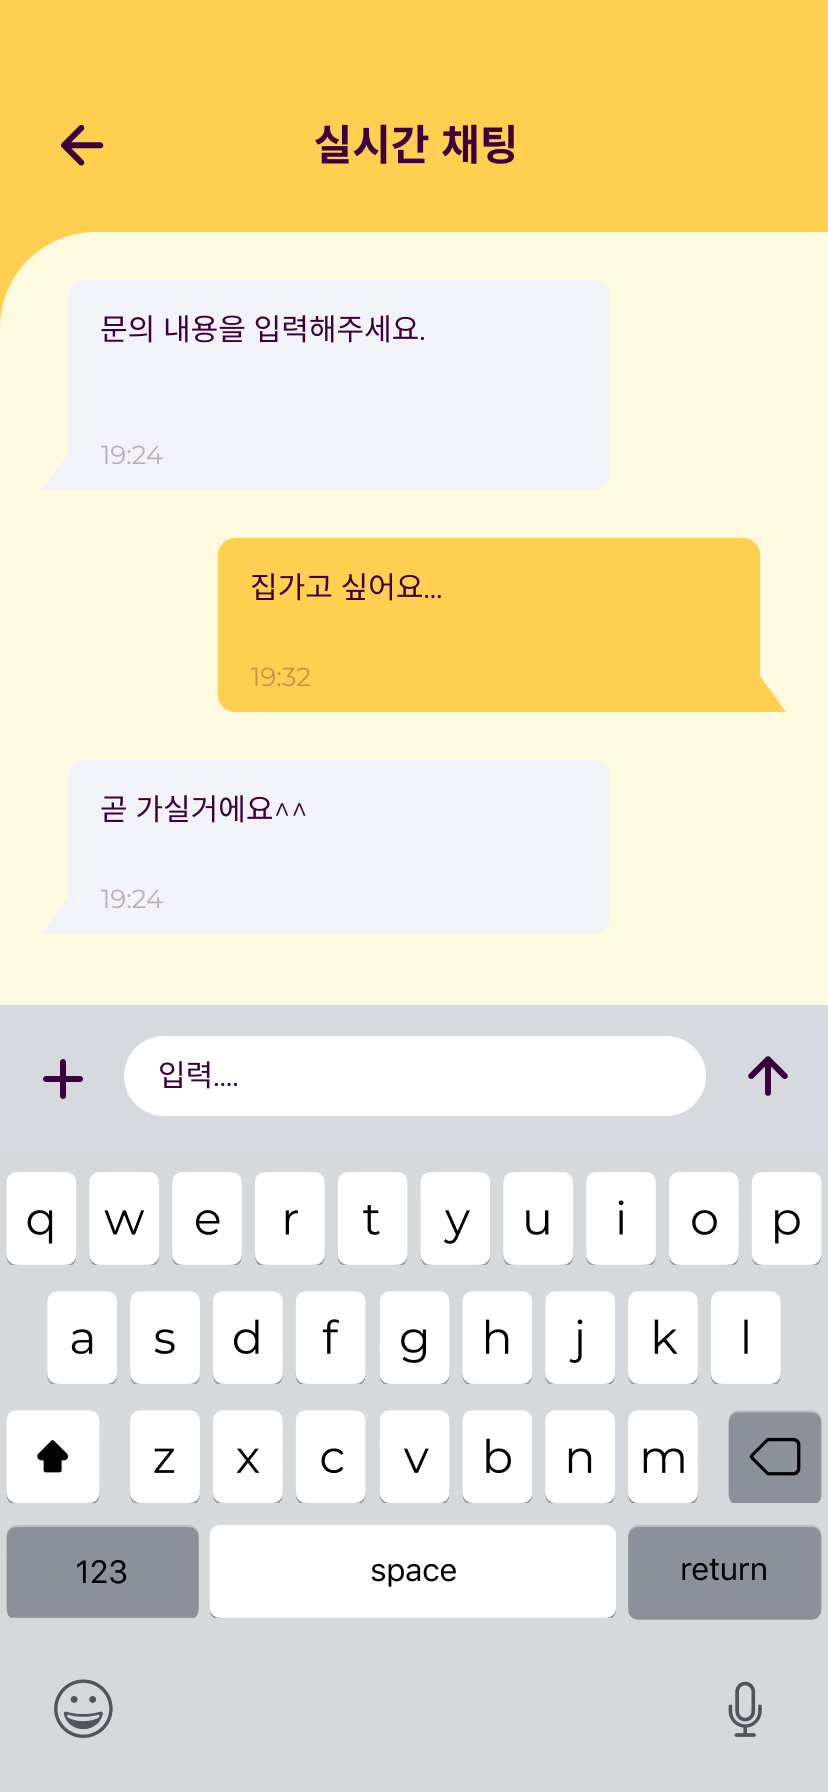 실시간 채팅
문의 내용을 입력해주세요.
19:24
집가고 싶어요...
19:32
곧 가실거에요^^
19:24
입력....
q w e r t y u i o p
a s d f g h j k l
z x c v b n m
123 space return